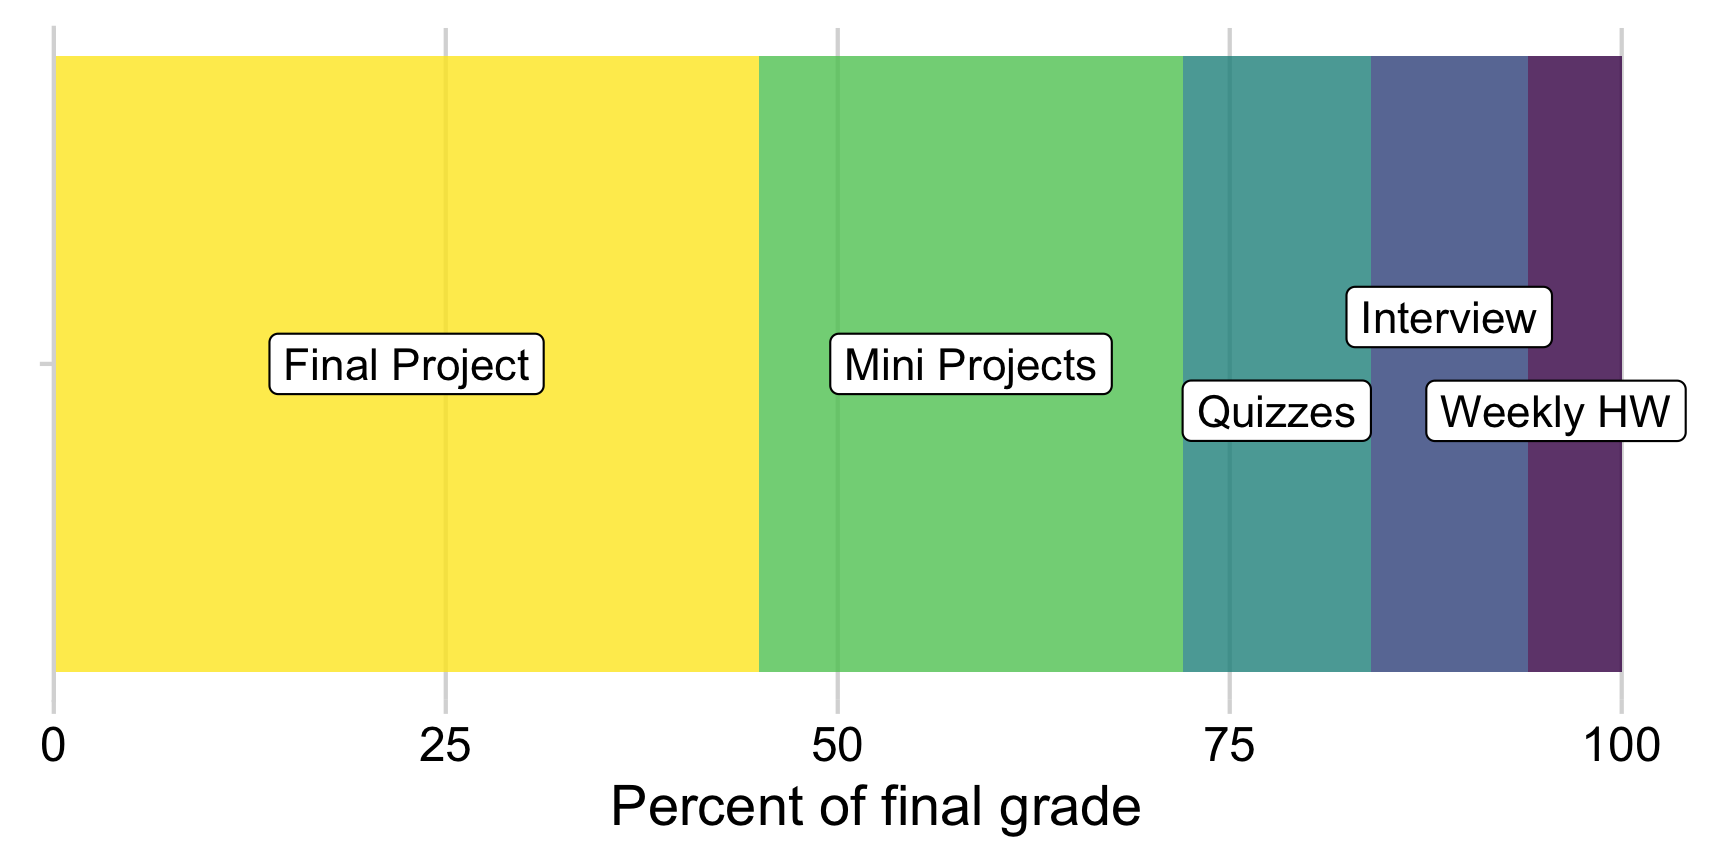 Interview
Final Project
Mini Projects
Quizzes
Weekly HW
0
25
50
75
100
Percent of final grade